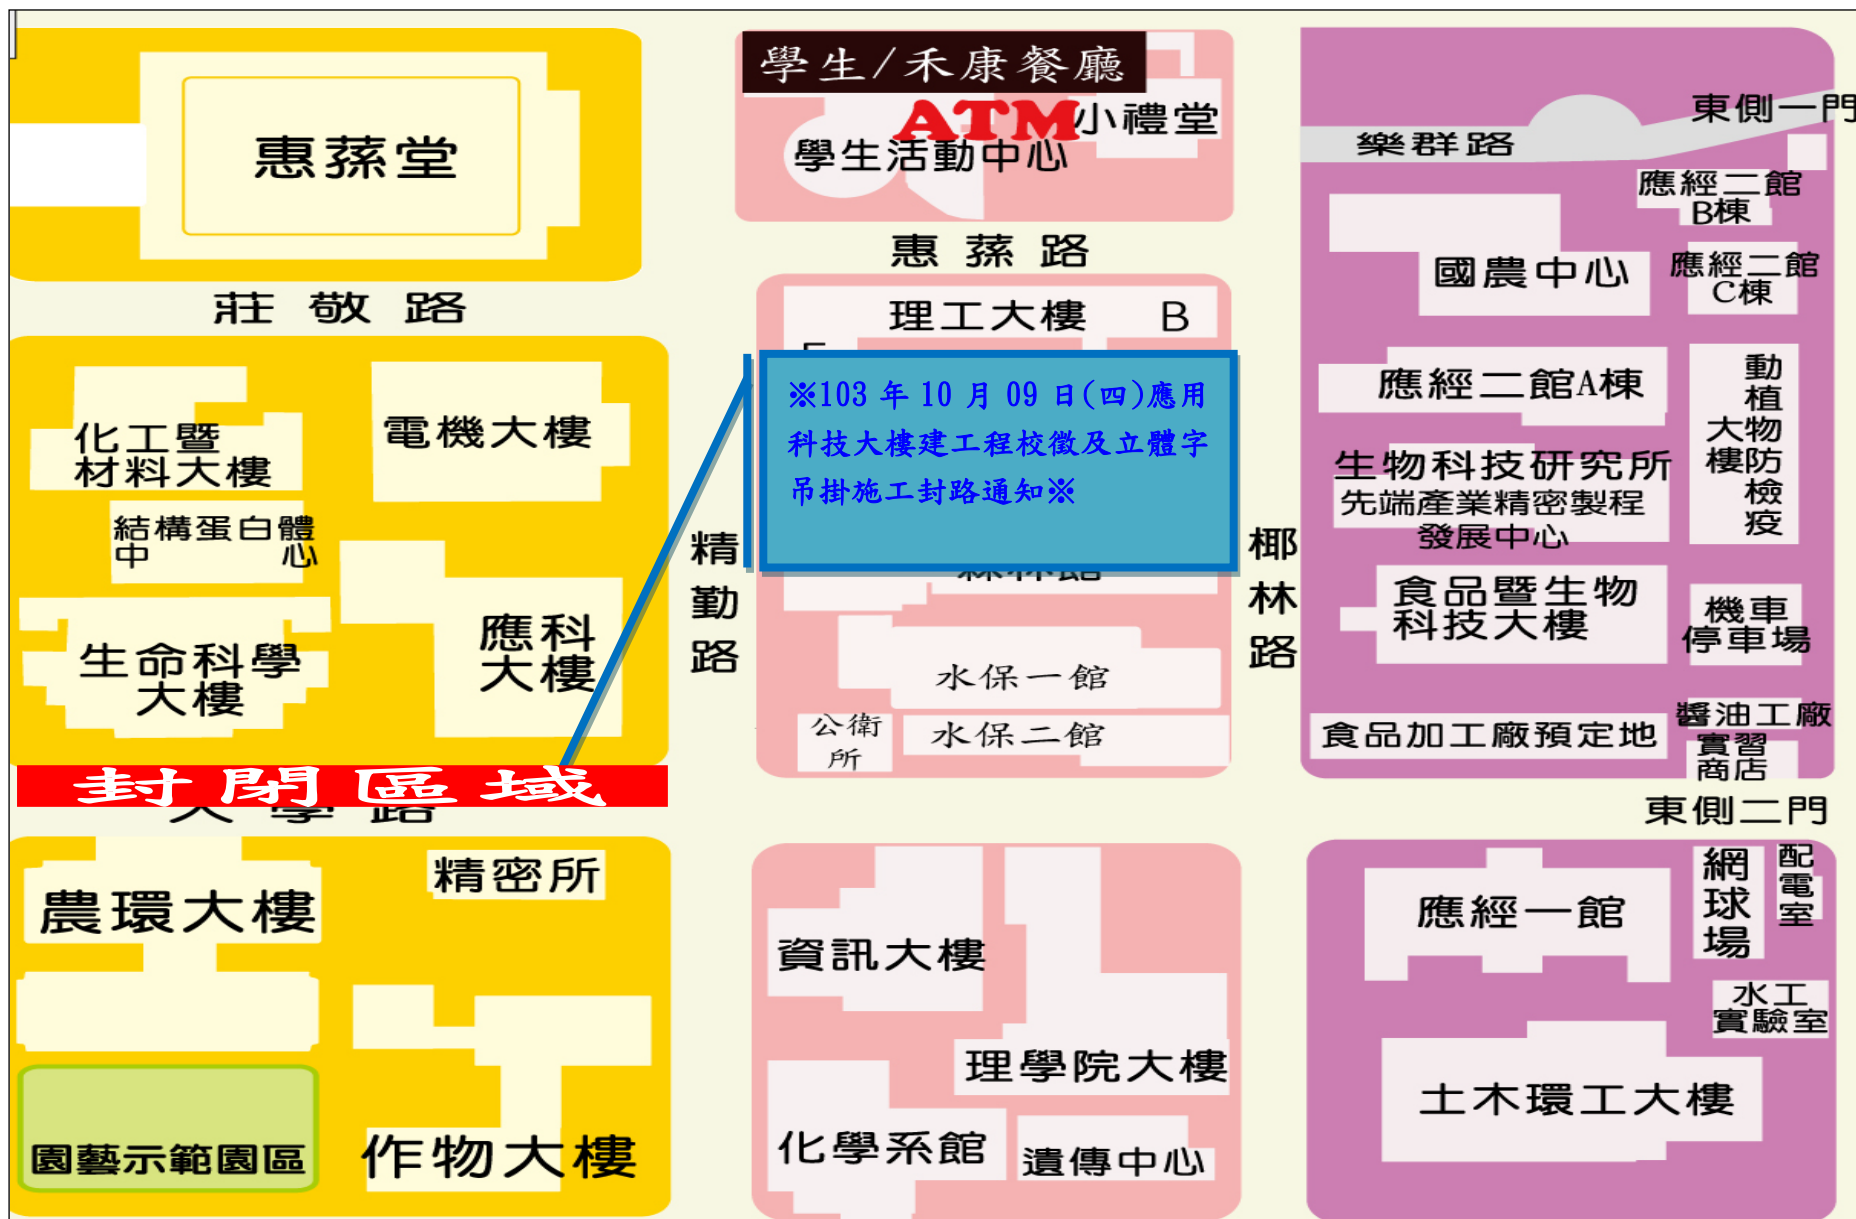 學生/禾康餐廳
ATM
小禮堂
學生活動中心
惠蓀堂
東側一門
樂群路
應經二館
B棟
惠蓀路
國農中心
應經二館
C棟
莊敬路
理工大樓 B
※103 年 10 月 09 日(四)應用
科技大樓建工程校徵及立體字
吊掛施工封路通知※
化工暨
材料大樓
電機大樓
結構蛋白體
中心
生命科學
大樓
應科
大樓
精勤路
椰林路
應經二館A棟
動植物防檢疫
大樓
生物科技研究所
先端產業精密製程
發展中心
食品暨生物
科技大樓
機車
停車場
水保一館
公衛
所
水保二館
食品加工廠預定地
醬油工廠
實習
商店
封閉區域
大學路
東側二門
農環大樓
精密所
資訊大樓
應經一館
網球場
配電室
水工
實驗室
理學院大樓
土木環工大樓
園藝示範園區
作物大樓
化學系館
遺傳中心